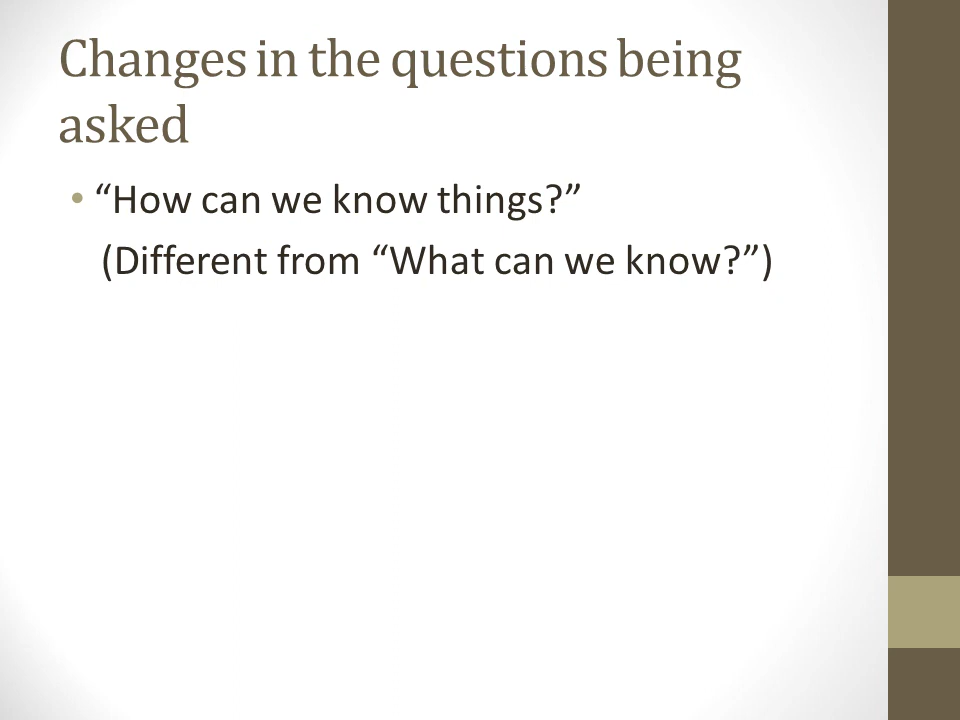 Changes in the questions being
asked
• “How can we know things?”
(Different from “What can we know?”)